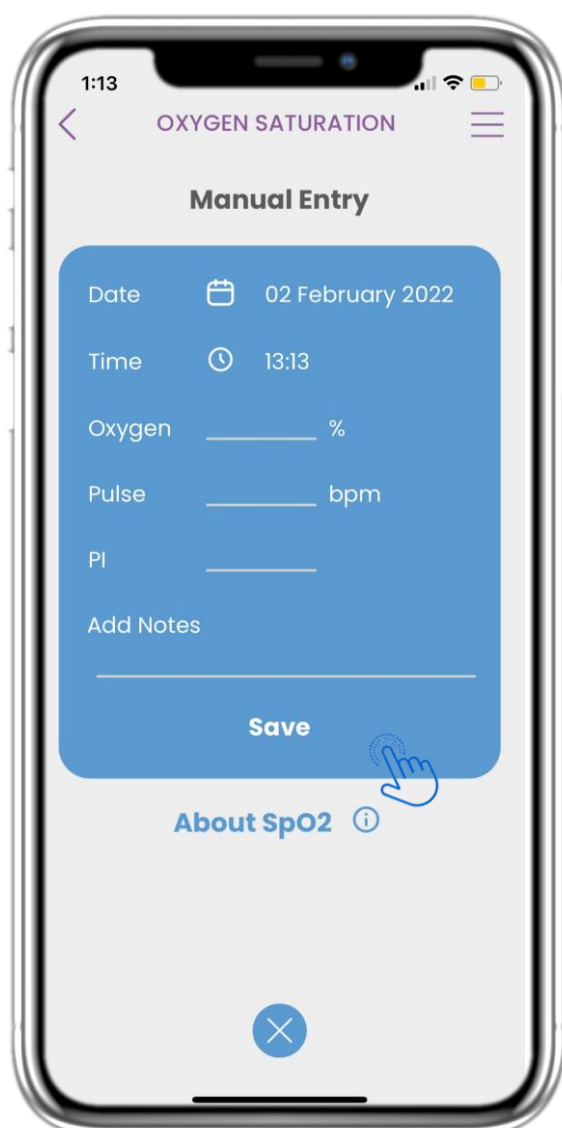 1:13
OXYGEN SATURATION
Manual Entry
Date 02 February 2022
Time 13:13
Oxygen %
Pulse bpm
PI
Add Notes
Save
About SpO2